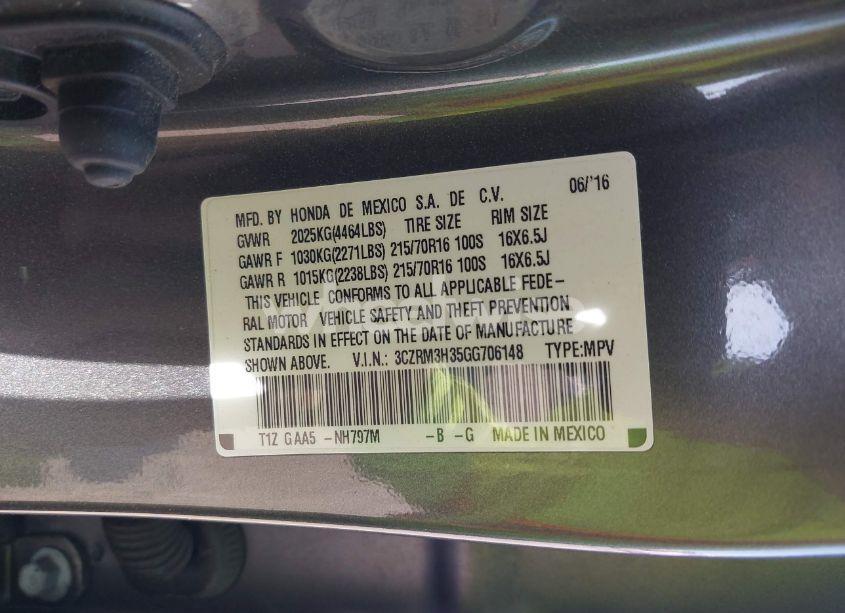 06/'16
MFD. BY HONDA DE MEXICO S.A. DE C.V.
GVWR 2025KG(4464LBS) TIRE SIZE RIM SIZE
GAWR F 1030KG(2271LBS) 215/70R16 100S 16X6.5J
GAWR R 1015KG(2238LBS) 215/70R16 100S 16X6.5J
THIS VEHICLE CONFORMS TO ALL APPLICABLE FEDE-
RAL MOTOR VEHICLE SAFETY AND THEFT PREVENTION
STANDARDS IN EFFECT ON THE DATE OF MANUFACTURE
SHOWN ABOVE. V.I.N.: 3CZRM3H35GG706148 TYPE:MPV
T1Z GAA5 -NH797M -B -G MADE IN MEXICO